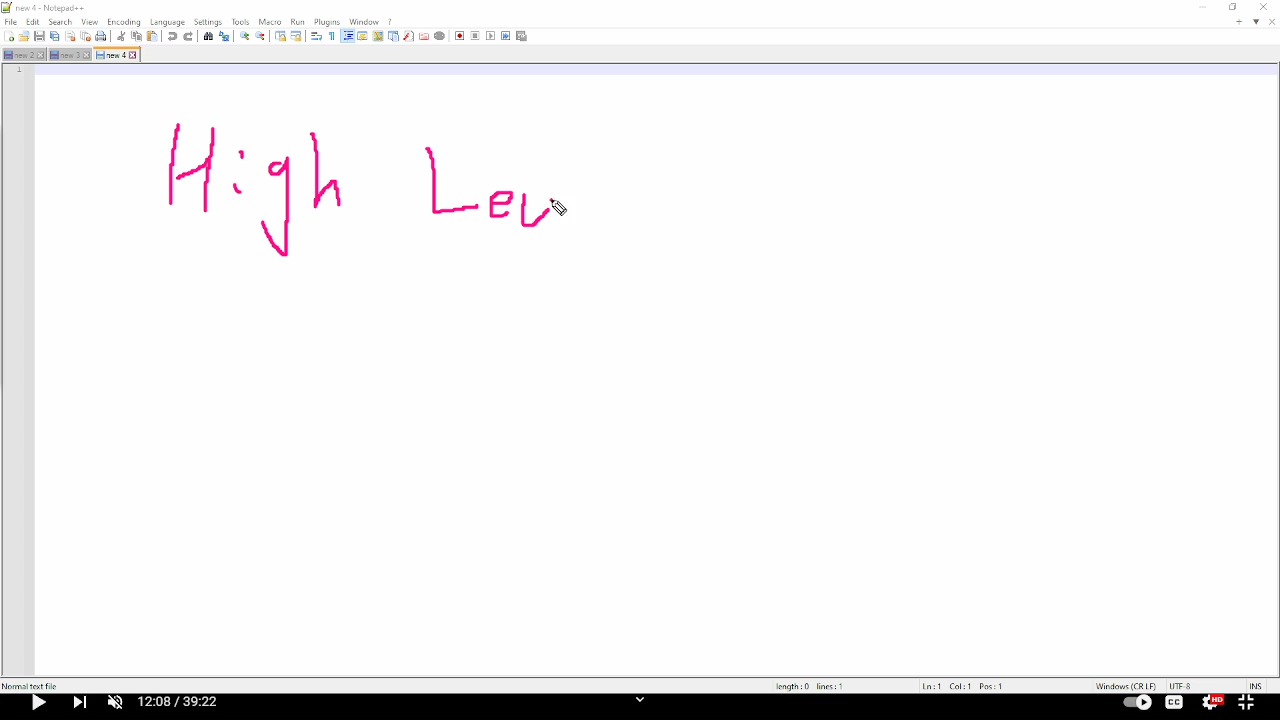 new 4 - Notepad++
File Edit Search View Encoding Language Settings Tools Macro Run Plugins Window ?
new 2 new 3 new 4
1
High Lev
Normal text file length : 0 lines : 1 Ln : 1 Col : 1 Pos : 1 Windows (CR LF) UTF-8 INS
12:08 / 39:22 CC HD